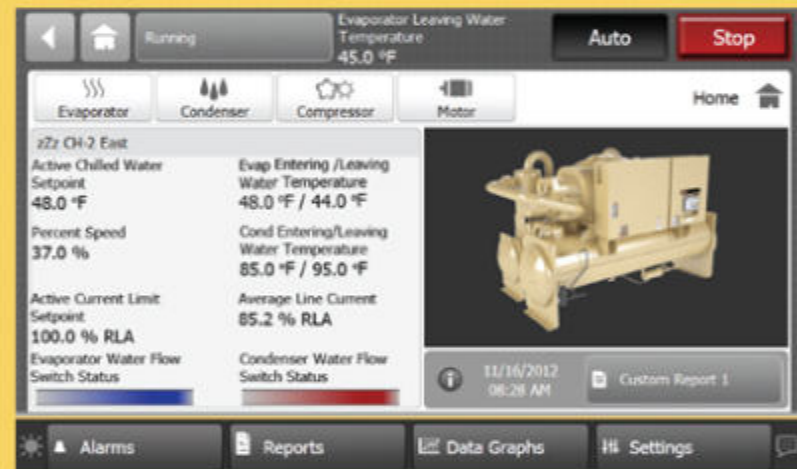 Running
Evaporator Leaving Water
Temperature
45.0 °F
Auto
Stop
Evaporator
Condenser
Compressor
Motor
Home
zZz CH-2 East
Active Chilled Water
Setpoint
48.0 °F
Evap Entering /Leaving
Water Temperature
48.0 °F / 44.0 °F
Percent Speed
37.0 %
Cond Entering/Leaving
Water Temperature
85.0 °F / 95.0 °F
Active Current Limit
Setpoint
100.0 % RLA
Average Line Current
85.2 % RLA
Evaporator Water Flow
Switch Status
Condenser Water Flow
Switch Status
11/16/2012
08:28 AM
Custom Report 1
Alarms
Reports
Data Graphs
Settings